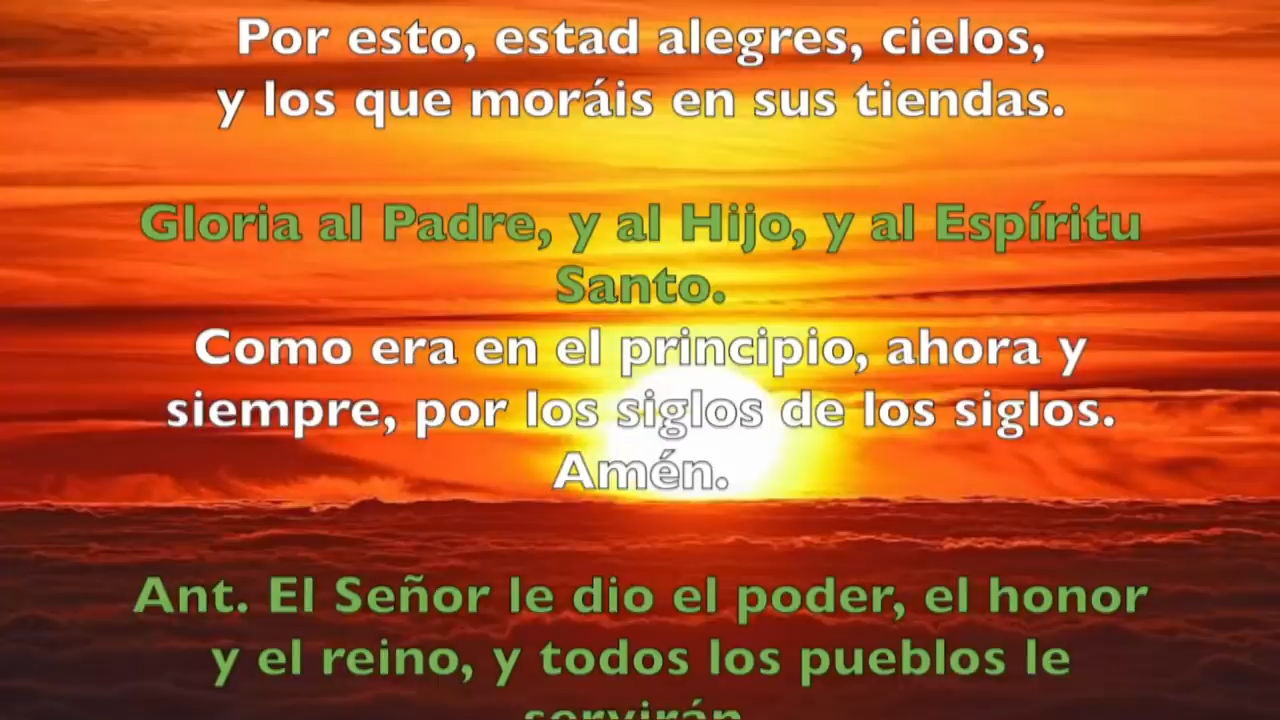 Por esto, estad alegres, cielos,
y los que moráis en sus tiendas.
Gloria al Padre, y al Hijo, y al Espíritu
Santo.
Como era en el principio, ahora y
siempre, por los siglos de los siglos.
Amén.
Ant. El Señor le dio el poder, el honor
y el reino, y todos los pueblos le
servirán